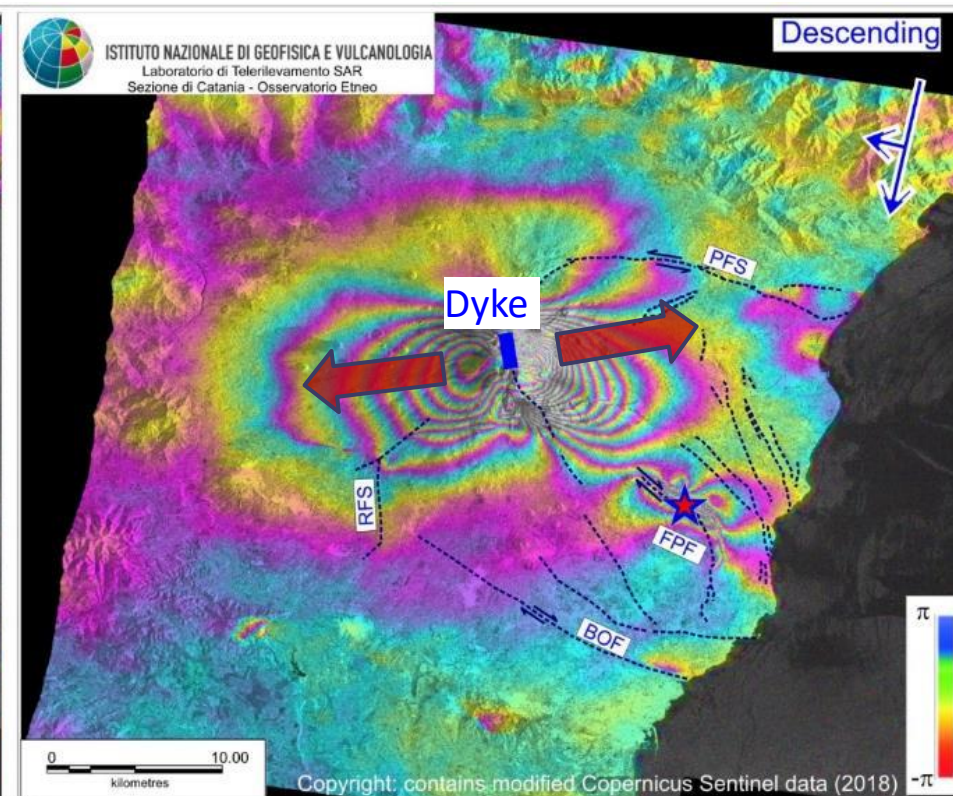 ISTITUTO NAZIONALE DI GEOFISICA E VULCANOLOGIA
Laboratorio di Telerilevamento SAR
Sezione di Catania - Osservatorio Etneo
Descending
PFS
Dyke
RFS
FPF
BOF
π
-π
0 10.00
kilometres
Copyright: contains modified Copernicus Sentinel data (2018)